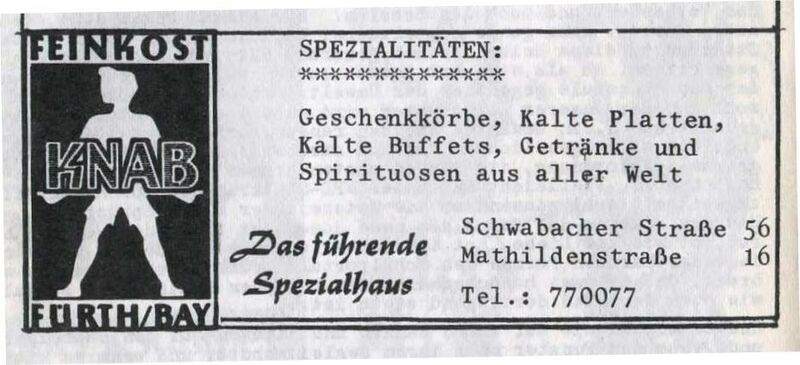 FEINKOST
KNAB
FÜRTH/BAY
SPEZIALITÄTEN:
***************
Geschenkkörbe, Kalte Platten,
Kalte Buffets, Getränke und
Spirituosen aus aller Welt
Das führende
Spezialhaus
Schwabacher Straße 56
Mathildenstraße 16
Tel.: 770077